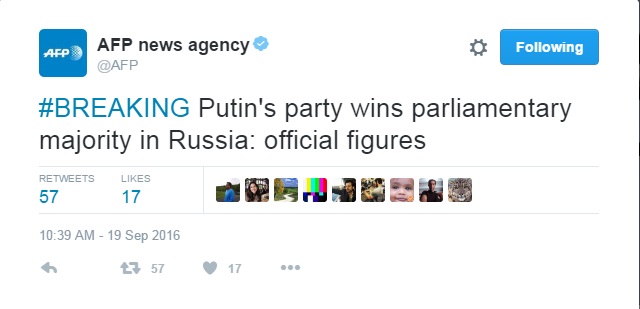 AFP
AFP news agency
@AFP
Following
#BREAKING Putin's party wins parliamentary
majority in Russia: official figures
RETWEETS LIKES
57 17
10:39 AM - 19 Sep 2016
57 17